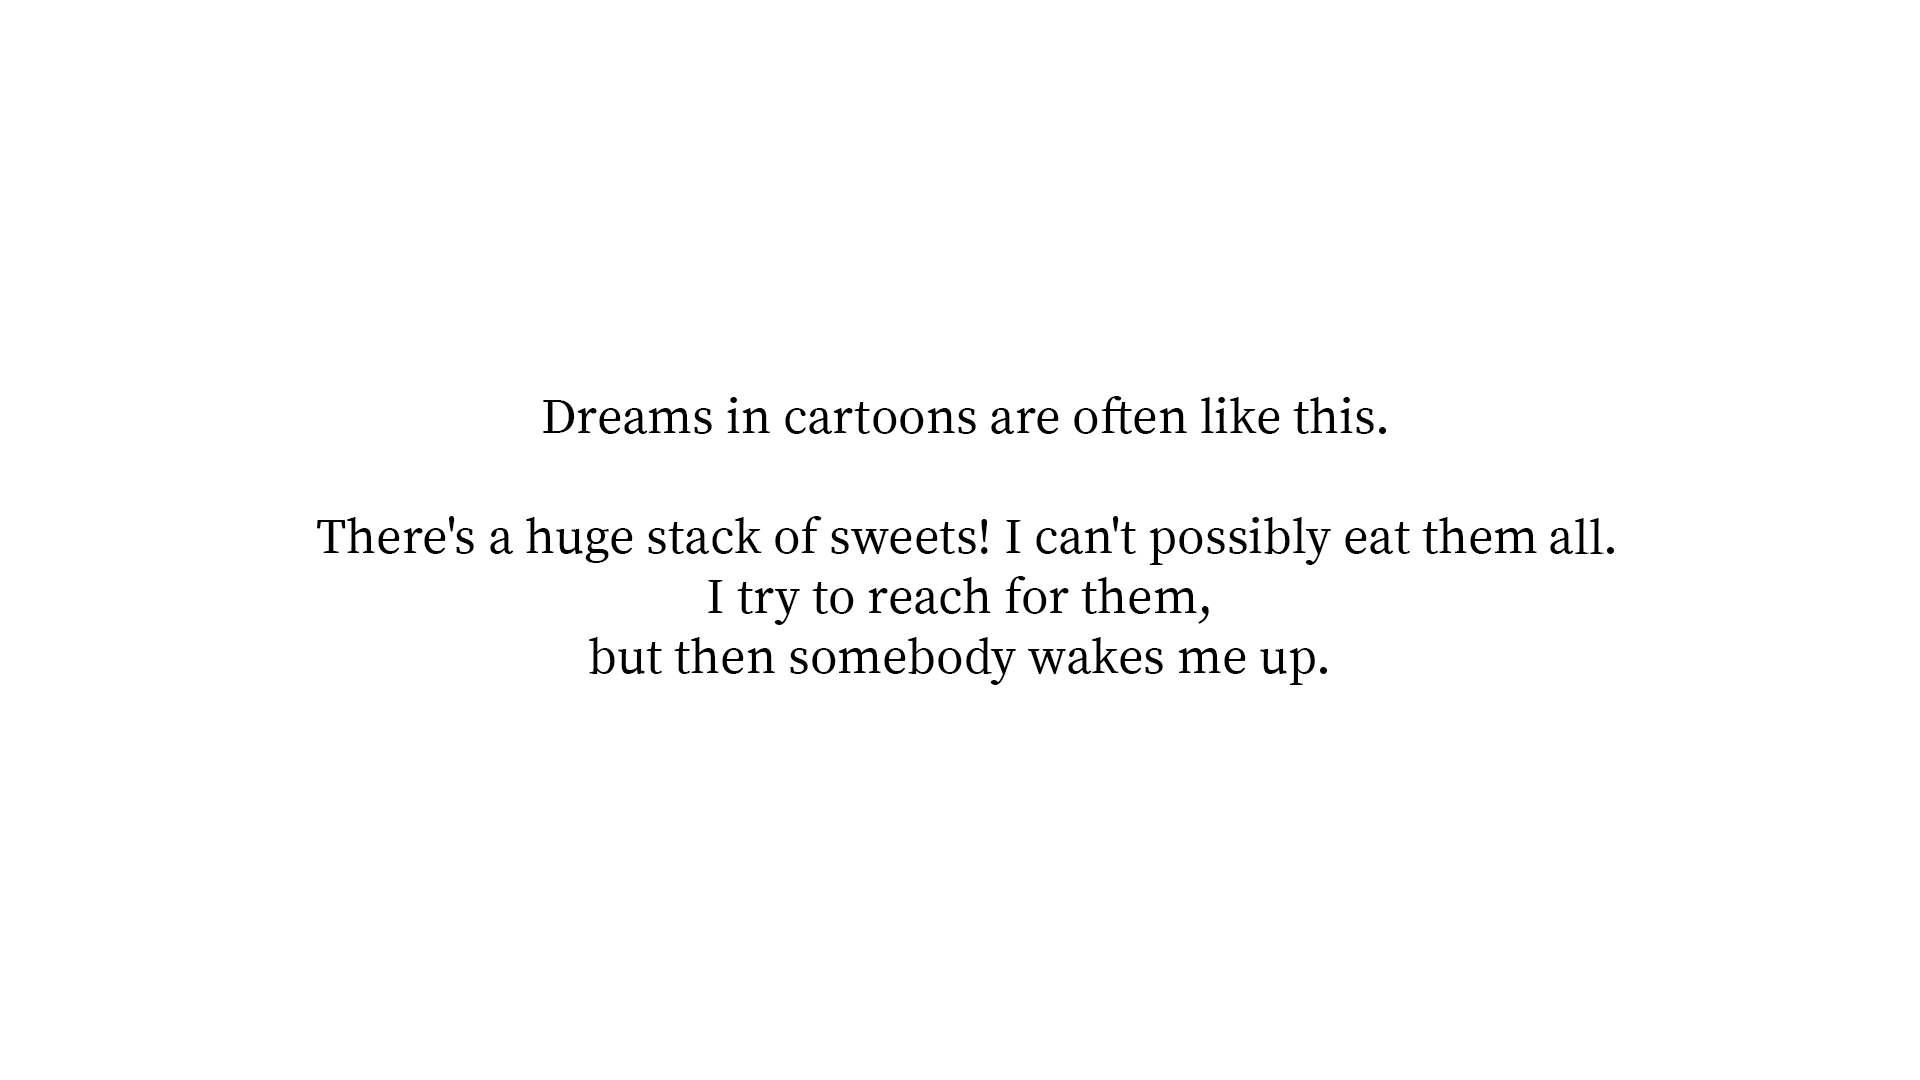 Dreams in cartoons are often like this.
There's a huge stack of sweets! I can't possibly eat them all.
I try to reach for them,
but then somebody wakes me up.